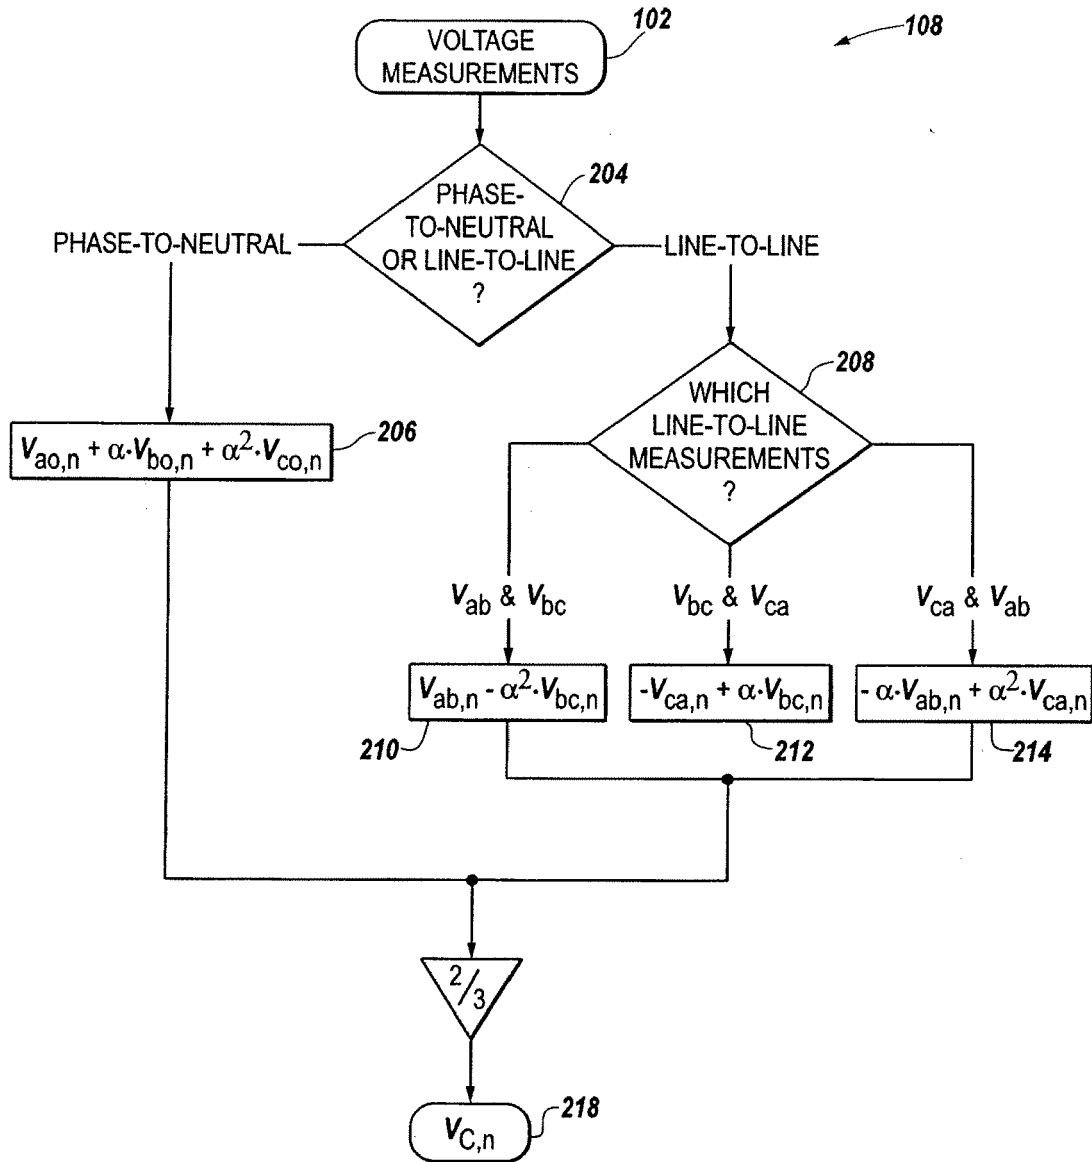 VOLTAGE
MEASUREMENTS
102
108
PHASE-
TO-NEUTRAL
OR LINE-TO-LINE
?
204
PHASE-TO-NEUTRAL
LINE-TO-LINE
WHICH
LINE-TO-LINE
MEASUREMENTS
?
208
Vao,n + α·Vbo,n + α²·Vco,n
206
Vab & Vbc
Vbc & Vca
Vca & Vab
Vab,n - α²·Vbc,n
-Vca,n + α·Vbc,n
- α·Vab,n + α²·Vca,n
210
212
214
2/3
VC,n
218